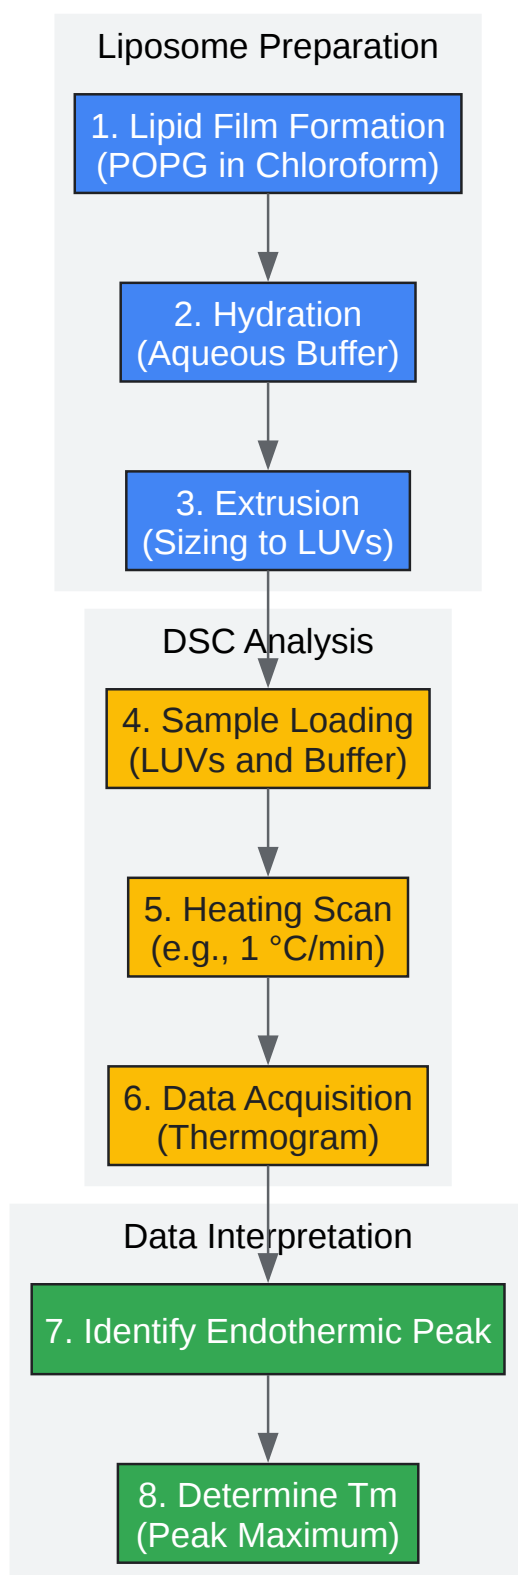 Liposome Preparation
1. Lipid Film Formation
(POPG in Chloroform)
2. Hydration
(Aqueous Buffer)
3. Extrusion
(Sizing to LUVs)
DSC Analysis
4. Sample Loading
(LUVs and Buffer)
5. Heating Scan
(e.g., 1 °C/min)
6. Data Acquisition
(Thermogram)
Data Interpretation
7. Identify Endothermic Peak
8. Determine Tm
(Peak Maximum)